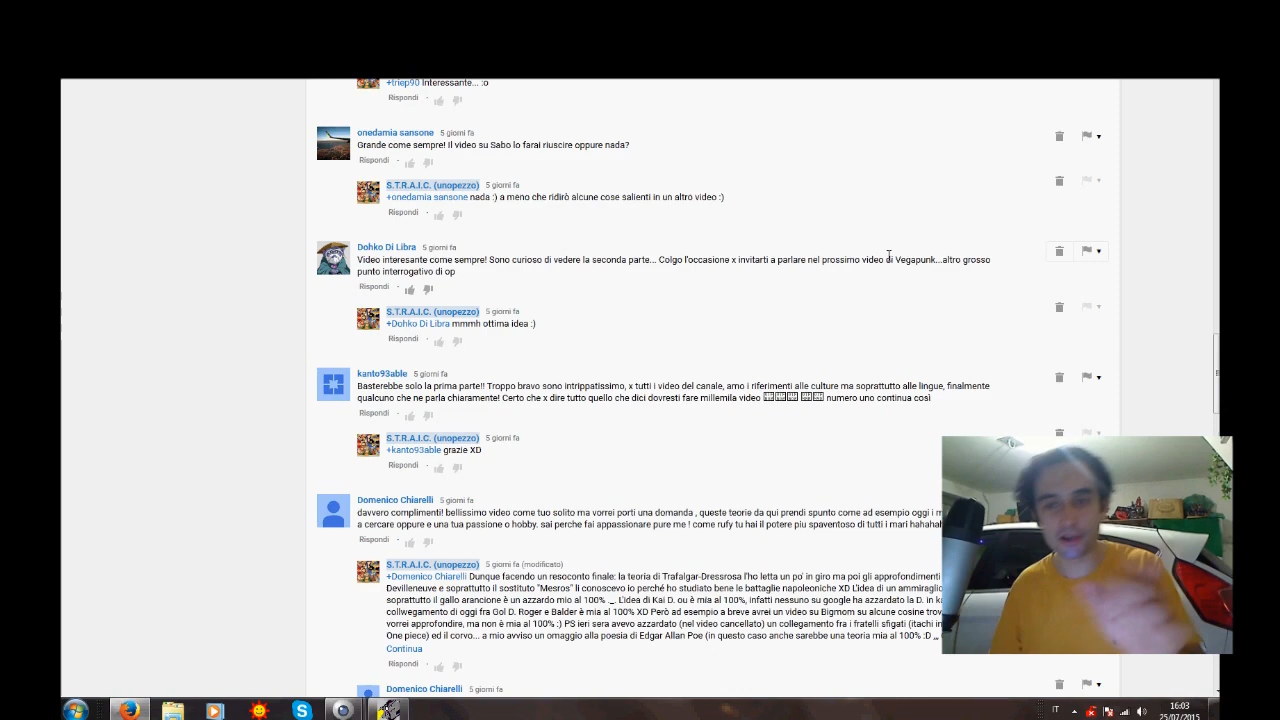 +triep90 Interessante... :o
Rispondi ·
onedamia sansone 5 giorni fa
Grande come sempre! Il video su Sabo lo farai riuscire oppure nada?
Rispondi ·
S.T.R.A.I.C. (unopezzo) 5 giorni fa
+onedamia sansone nada :) a meno che ridirò alcune cose salienti in un altro video :)
Rispondi ·
Dohko Di Libra 5 giorni fa
Video interesante come sempre! Sono curioso di vedere la seconda parte... Colgo l'occasione x invitarti a parlare nel prossimo video di Vegapunk...altro grosso
punto interrogativo di op
Rispondi ·
S.T.R.A.I.C. (unopezzo) 5 giorni fa
+Dohko Di Libra mmmh ottima idea :)
Rispondi ·
kanto93able 5 giorni fa
Basterebbe solo la prima parte!! Troppo bravo sono intrippatissimo, x tutti i video del canale, amo i riferimenti alle culture ma soprattutto alle lingue, finalmente
qualcuno che ne parla chiaramente! Certo che x dire tutto quello che dici dovresti fare millemila video numero uno continua così
Rispondi ·
S.T.R.A.I.C. (unopezzo) 5 giorni fa
+kanto93able grazie XD
Rispondi ·
Domenico Chiarelli 5 giorni fa
davvero complimenti! bellissimo video come tuo solito ma vorrei porti una domanda , queste teorie da qui prendi spunto come ad esempio oggi i m
a cercare oppure e una tua passione o hobby. sai perche fai appassionare pure me ! come rufy tu hai il potere piu spaventoso di tutti i mari hahahah
Rispondi ·
S.T.R.A.I.C. (unopezzo) 5 giorni fa (modificato)
+Domenico Chiarelli Dunque facendo un resoconto finale: la teoria di Trafalgar-Dressrosa l'ho letta un po' in giro ma poi gli approfondimenti
Devilleneuve e soprattutto il sostituto "Mesros" li conoscevo io perché ho studiato bene le battaglie napoleoniche XD L'idea di un ammiragli
soprattutto il gallo arancione è un azzardo mio al 100% ._. L'idea di Kai D. ou è mia al 100%, infatti nessuno su google ha azzardato la D. in ka
collwegamento di oggi fra Gol D. Roger e Balder è mia al 100% XD Però ad esempio a breve avrei un video su Bigmom su alcune cosine trov
vorrei approfondire, ma non è mia al 100% :) PS ieri sera avevo azzardato (nel video cancellato) un collegamento fra i fratelli sfigati (itachi in
One piece) ed il corvo... a mio avviso un omaggio alla poesia di Edgar Allan Poe (in questo caso anche sarebbe una teoria mia al 100% :D
Continua
Rispondi ·
Domenico Chiarelli 5 giorni fa
IT
16:03
25/07/2015